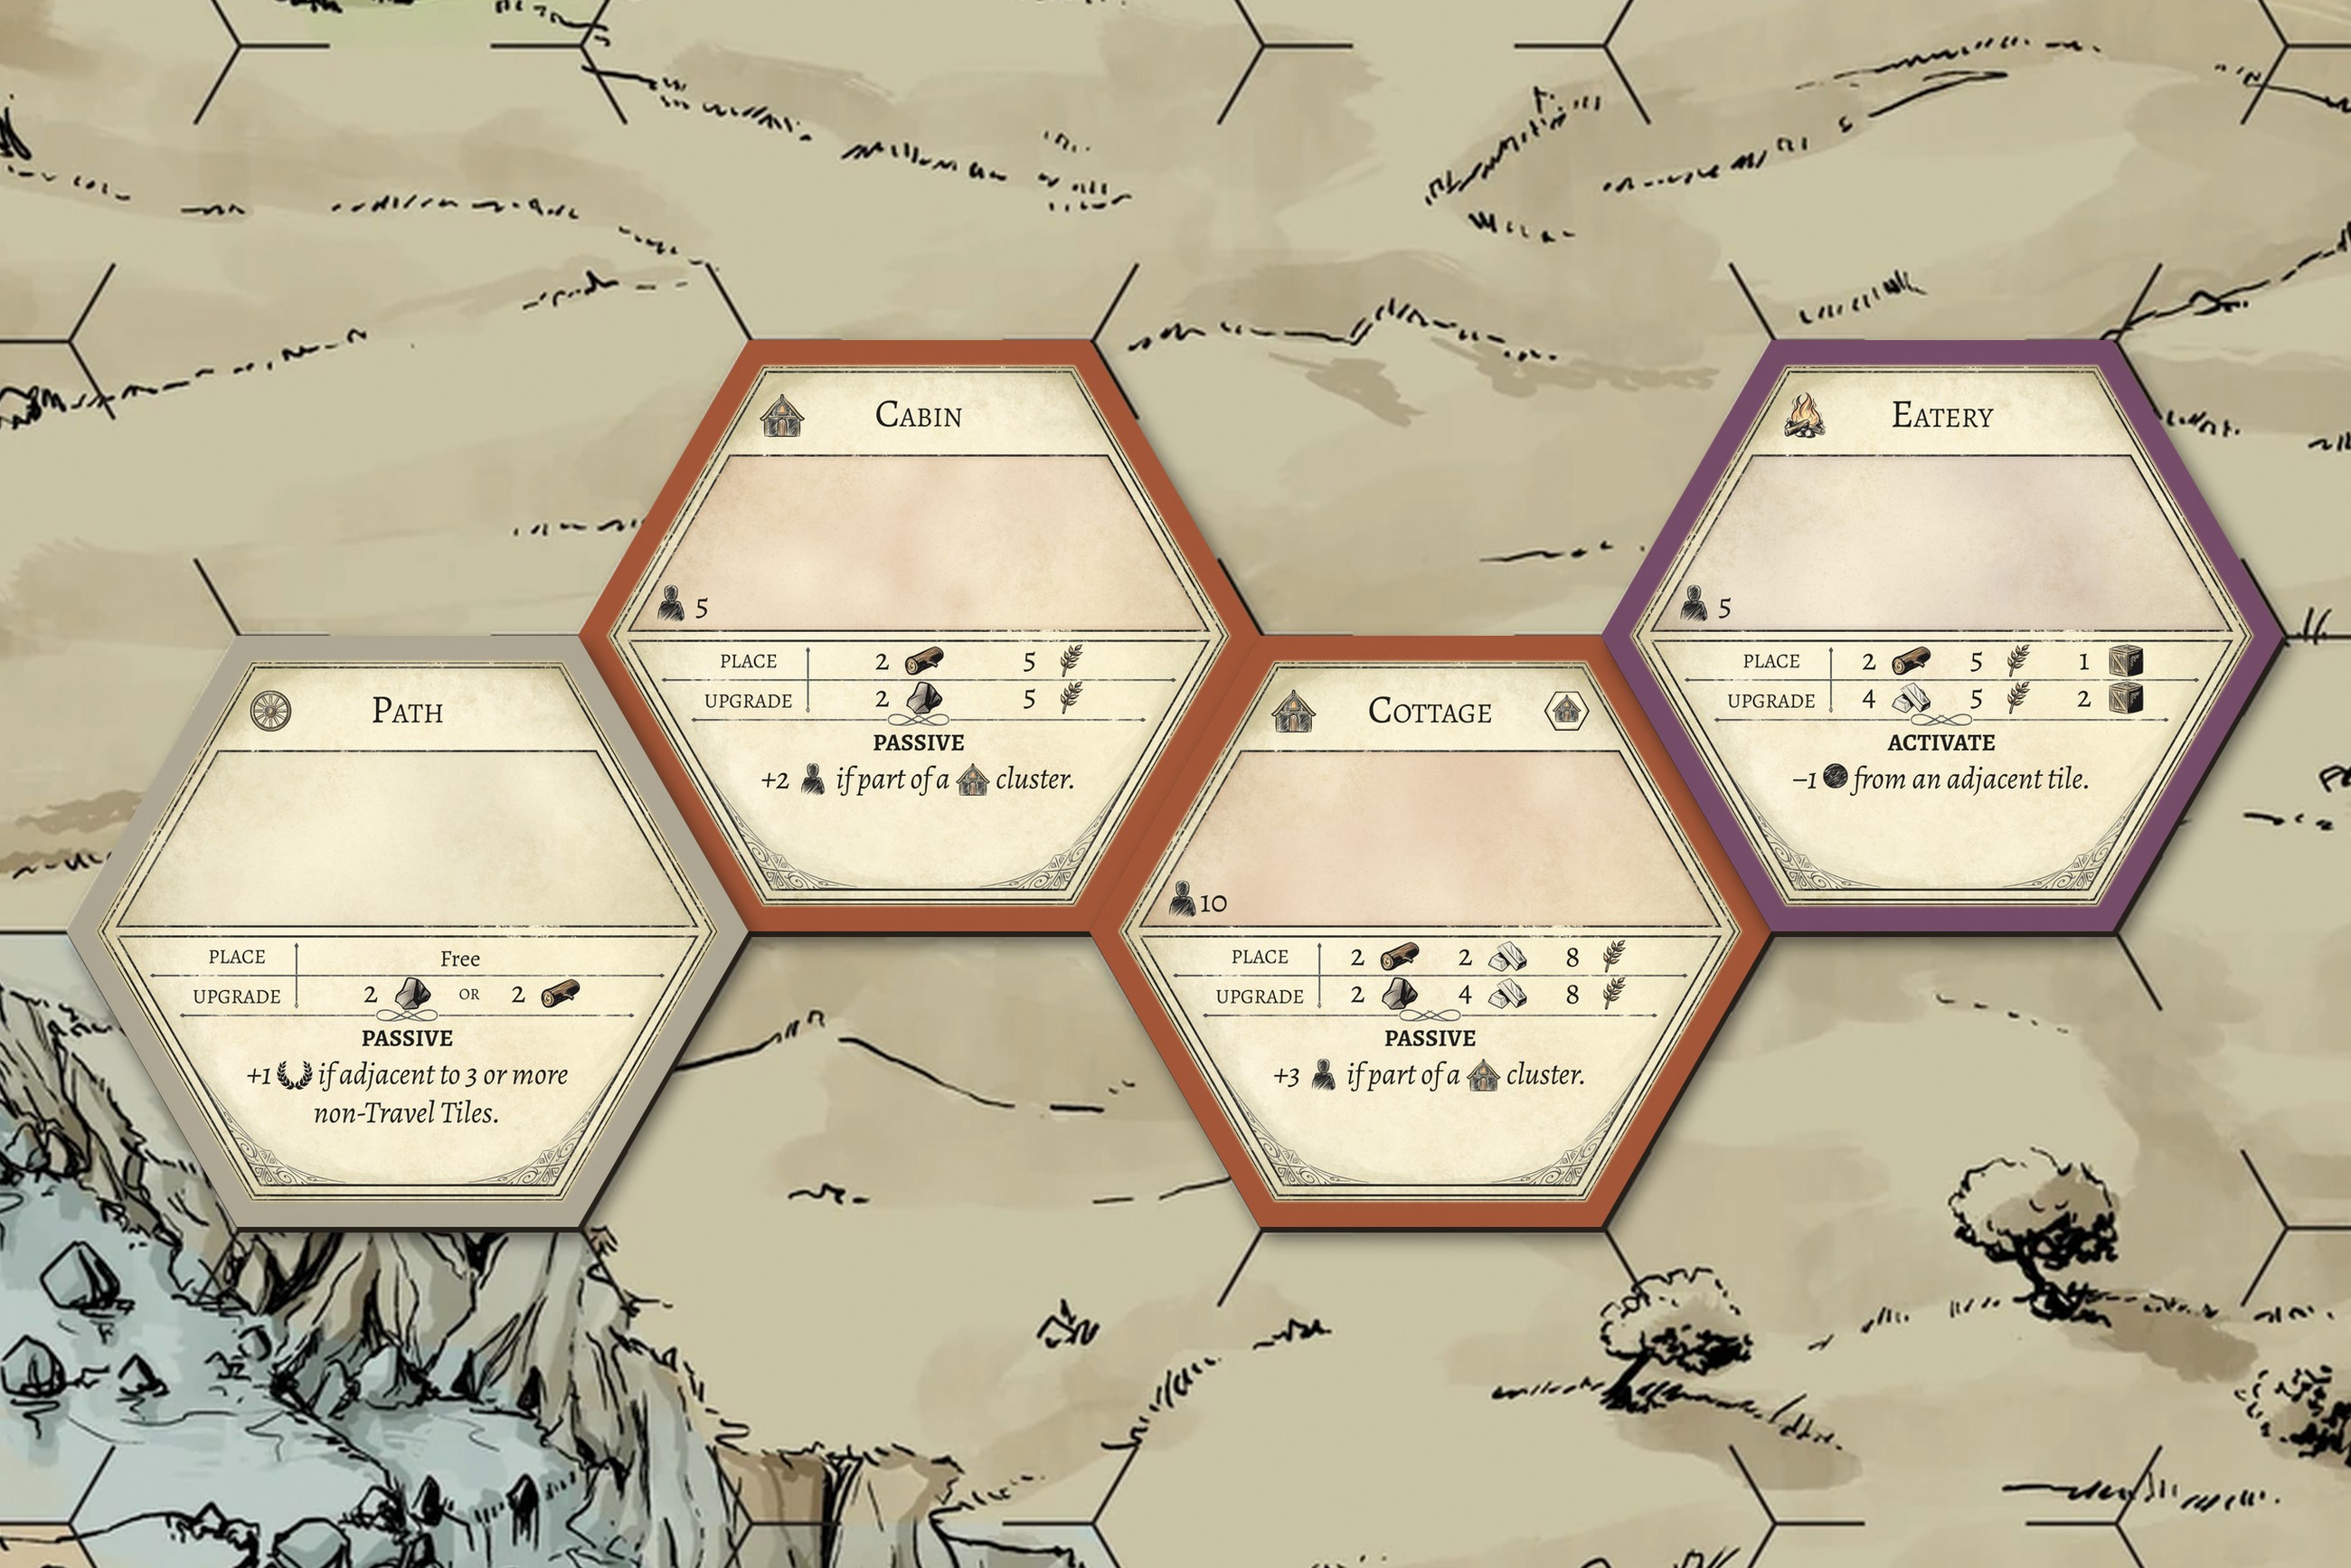 PATH
PLACE Free
UPGRADE 2 OR 2
PASSIVE
+1 if adjacent to 3 or more
non-Travel Tiles.
CABIN
5
PLACE 2 5
UPGRADE 2 5
PASSIVE
+2 if part of a cluster.
COTTAGE
10
PLACE 2 2 8
UPGRADE 2 4 8
PASSIVE
+3 if part of a cluster.
EATERY
5
PLACE 2 5 1
UPGRADE 4 5 2
ACTIVATE
−1 from an adjacent tile.